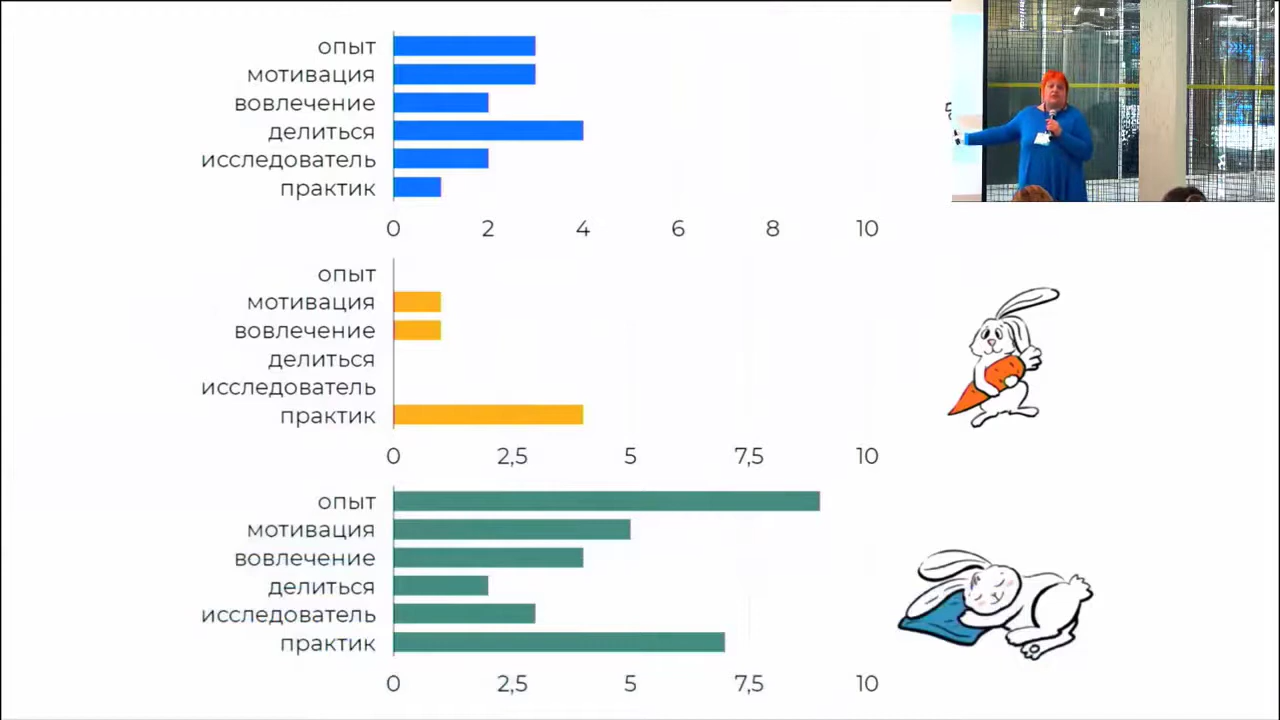 опыт
мотивация
вовлечение
делиться
исследователь
практик
0 2 4 6 8 10
опыт
мотивация
вовлечение
делиться
исследователь
практик
0 2,5 5 7,5 10
опыт
мотивация
вовлечение
делиться
исследователь
практик
0 2,5 5 7,5 10